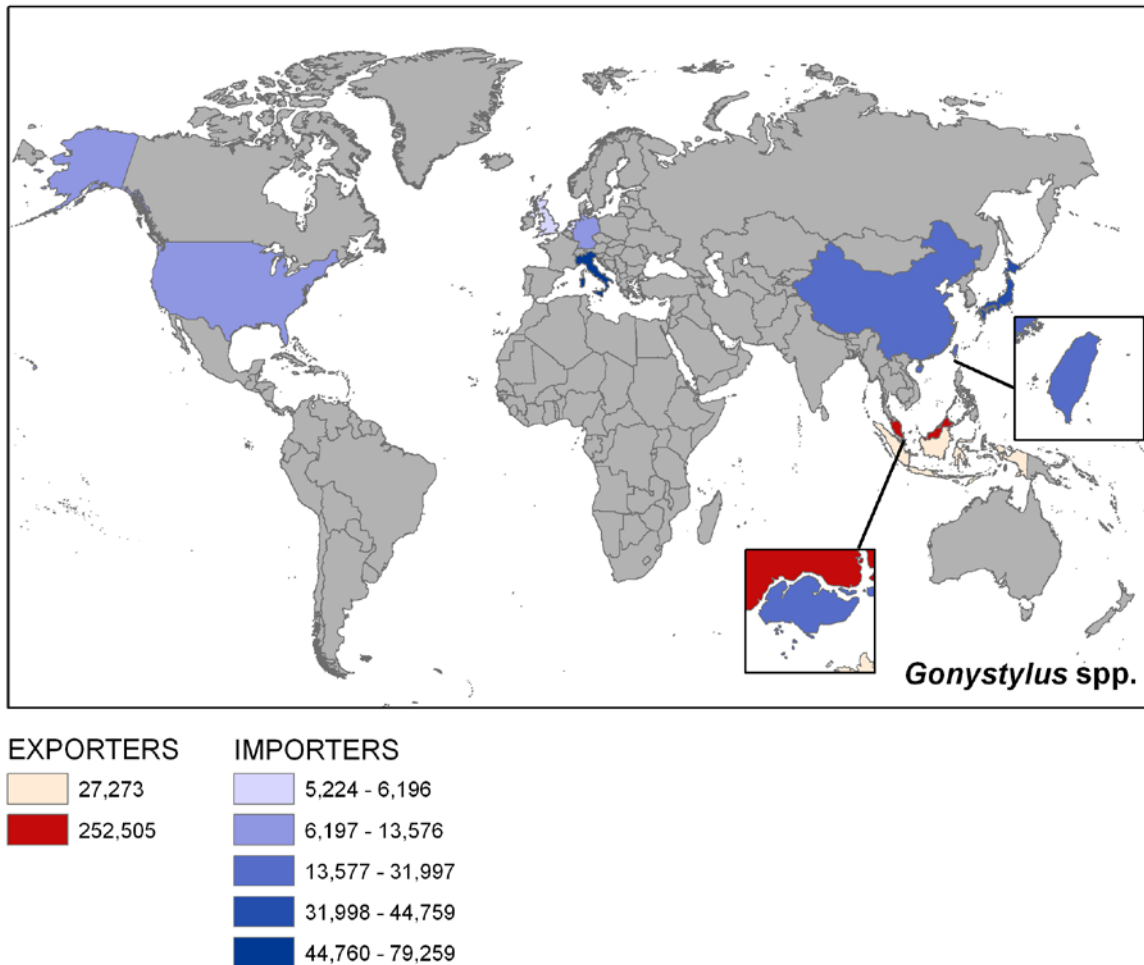 Gonystylus spp.
EXPORTERS
27,273
252,505
IMPORTERS
5,224 - 6,196
6,197 - 13,576
13,577 - 31,997
31,998 - 44,759
44,760 - 79,259